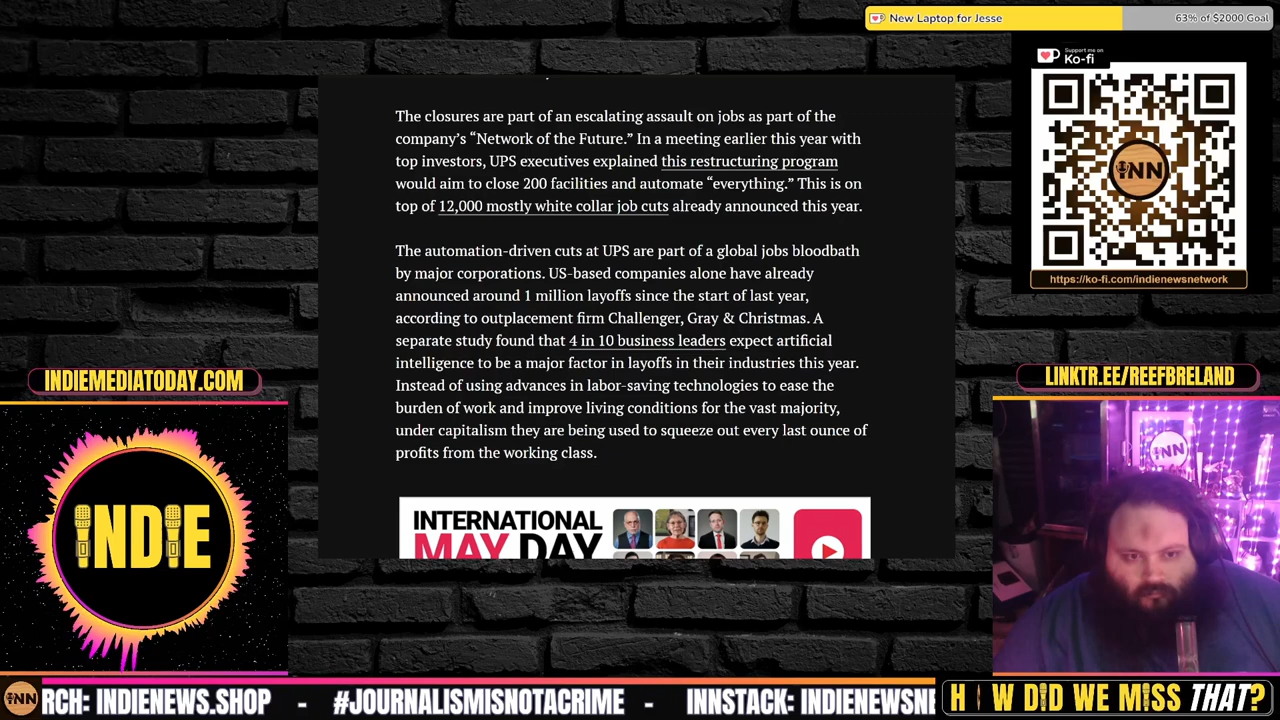 New Laptop for Jesse
63% of $2000 Goal
Support me on
Ko-fi
iNN
https://ko-fi.com/indienewsnetwork
The closures are part of an escalating assault on jobs as part of the
company’s “Network of the Future.” In a meeting earlier this year with
top investors, UPS executives explained this restructuring program
would aim to close 200 facilities and automate “everything.” This is on
top of 12,000 mostly white collar job cuts already announced this year.
The automation-driven cuts at UPS are part of a global jobs bloodbath
by major corporations. US-based companies alone have already
announced around 1 million layoffs since the start of last year,
according to outplacement firm Challenger, Gray & Christmas. A
separate study found that 4 in 10 business leaders expect artificial
intelligence to be a major factor in layoffs in their industries this year.
Instead of using advances in labor-saving technologies to ease the
burden of work and improve living conditions for the vast majority,
under capitalism they are being used to squeeze out every last ounce of
profits from the working class.
INTERNATIONAL
MAY DAY
INDIEMEDIATODAY.COM
INDIE
LINKTR.EE/REEFBRELAND
iNN
iNN
RCH: INDIENEWS.SHOP - #JOURNALISMISNOTACRIME - INNSTACK: INDIENEWSNE
HOW DID WE MISS THAT?